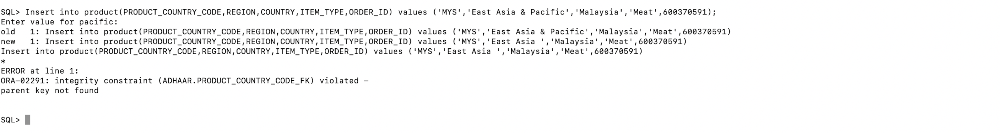 SQL> Insert into product(PRODUCT_COUNTRY_CODE,REGION,COUNTRY,ITEM_TYPE,ORDER_ID) values ('MYS','East Asia & Pacific','Malaysia','Meat',600370591);
Enter value for pacific:
old   1: Insert into product(PRODUCT_COUNTRY_CODE,REGION,COUNTRY,ITEM_TYPE,ORDER_ID) values ('MYS','East Asia & Pacific','Malaysia','Meat',600370591)
new   1: Insert into product(PRODUCT_COUNTRY_CODE,REGION,COUNTRY,ITEM_TYPE,ORDER_ID) values ('MYS','East Asia ','Malaysia','Meat',600370591)
Insert into product(PRODUCT_COUNTRY_CODE,REGION,COUNTRY,ITEM_TYPE,ORDER_ID) values ('MYS','East Asia ','Malaysia','Meat',600370591)
*
ERROR at line 1:
ORA-02291: integrity constraint (ADHAAR.PRODUCT_COUNTRY_CODE_FK) violated -
parent key not found
SQL>